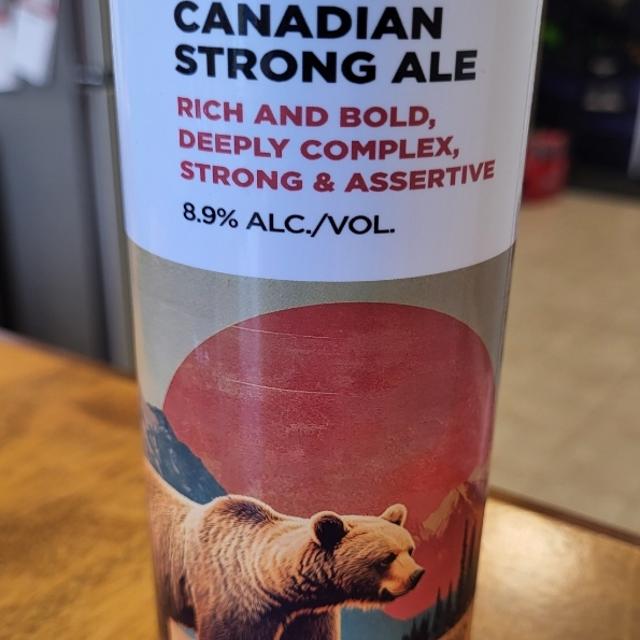 CANADIAN
STRONG ALE
RICH AND BOLD,
DEEPLY COMPLEX,
STRONG & ASSERTIVE
8.9% ALC./VOL.